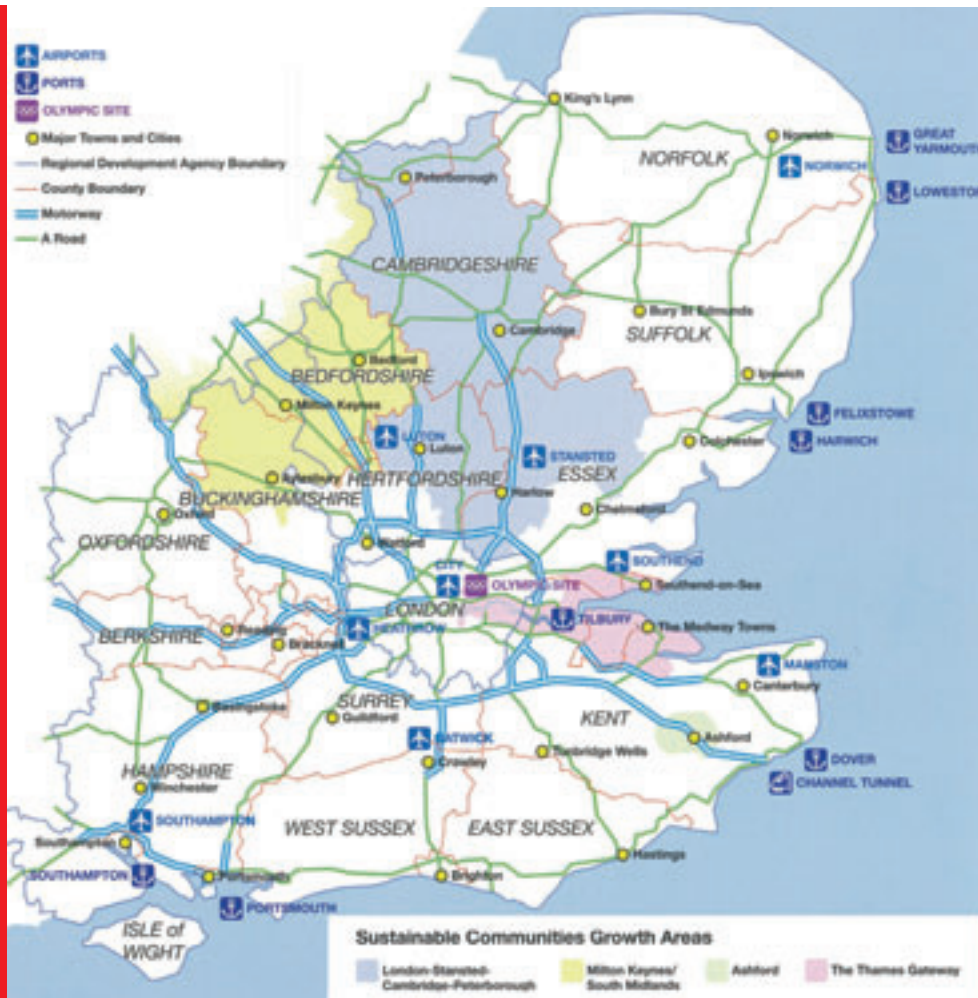 AIRPORTS
PORTS
OLYMPIC SITE
Major Towns and Cities
Regional Development Agency Boundary
County Boundary
Motorway
A Road
King's Lynn
Norwich
GREAT
YARMOUTH
NORFOLK
NORWICH
Peterborough
LOWESTOFT
CAMBRIDGESHIRE
Bury St Edmunds
Cambridge
SUFFOLK
Bedford
BEDFORDSHIRE
Ipswich
Milton Keynes
FELIXSTOWE
LUTON
Luton
Colchester
HARWICH
STANSTED
ESSEX
Aylesbury
HERTFORDSHIRE
BUCKINGHAMSHIRE
Harlow
Oxford
Chelmsford
OXFORDSHIRE
Watford
CITY
SOUTHEND
OLYMPIC SITE
Southend-on-Sea
LONDON
TILBURY
BERKSHIRE
Reading
HEATHROW
The Medway Towns
Bracknell
MANSTON
Canterbury
SURREY
Basingstoke
Guildford
KENT
GATWICK
Ashford
Tunbridge Wells
DOVER
Crawley
HAMPSHIRE
CHANNEL TUNNEL
Winchester
SOUTHAMPTON
WEST SUSSEX
EAST SUSSEX
Southampton
Hastings
SOUTHAMPTON
Portsmouth
Brighton
PORTSMOUTH
ISLE of
WIGHT
Sustainable Communities Growth Areas
London-Stansted-
Cambridge-Peterborough
Milton Keynes/
South Midlands
Ashford
The Thames Gateway